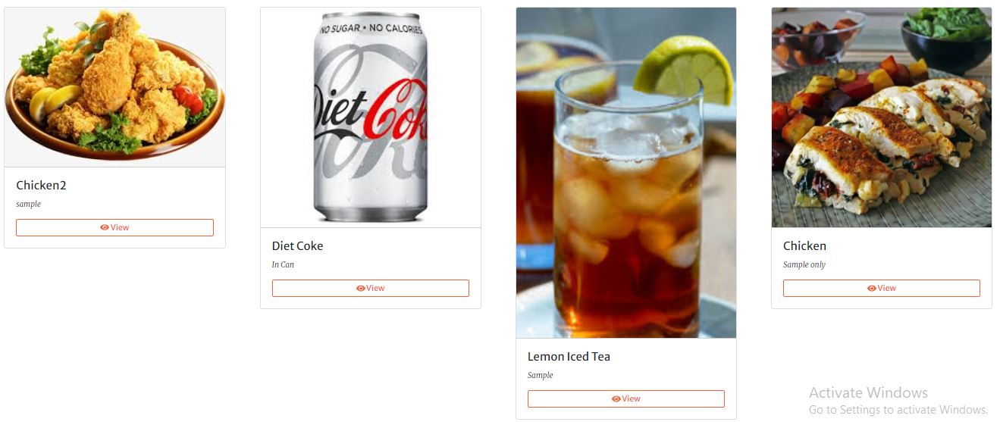 NO SUGAR • NO CALORIES
Diet Coke
Chicken2
sample
View
Diet Coke
In Can
View
Lemon Iced Tea
Sample
View
Chicken
Sample only
View
Activate Windows
Go to Settings to activate Windows.